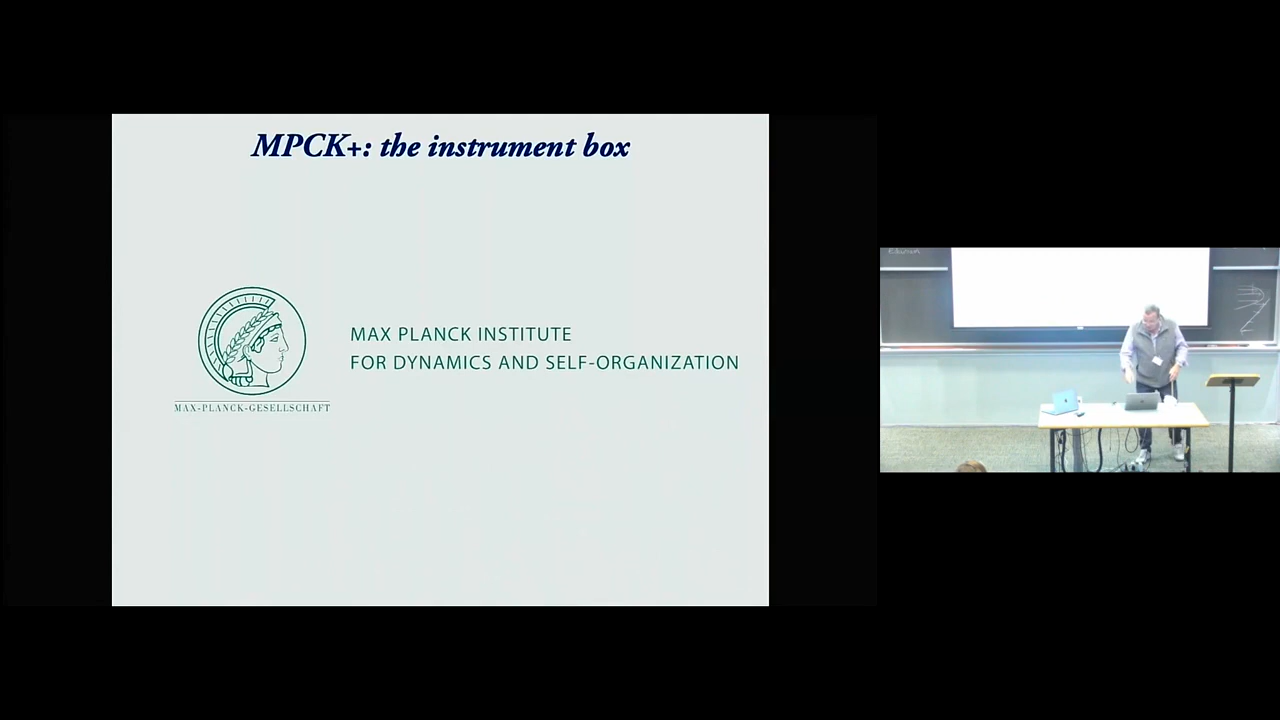 MPCK+: the instrument box
MAX PLANCK INSTITUTE
FOR DYNAMICS AND SELF-ORGANIZATION
MAX-PLANCK-GESELLSCHAFT